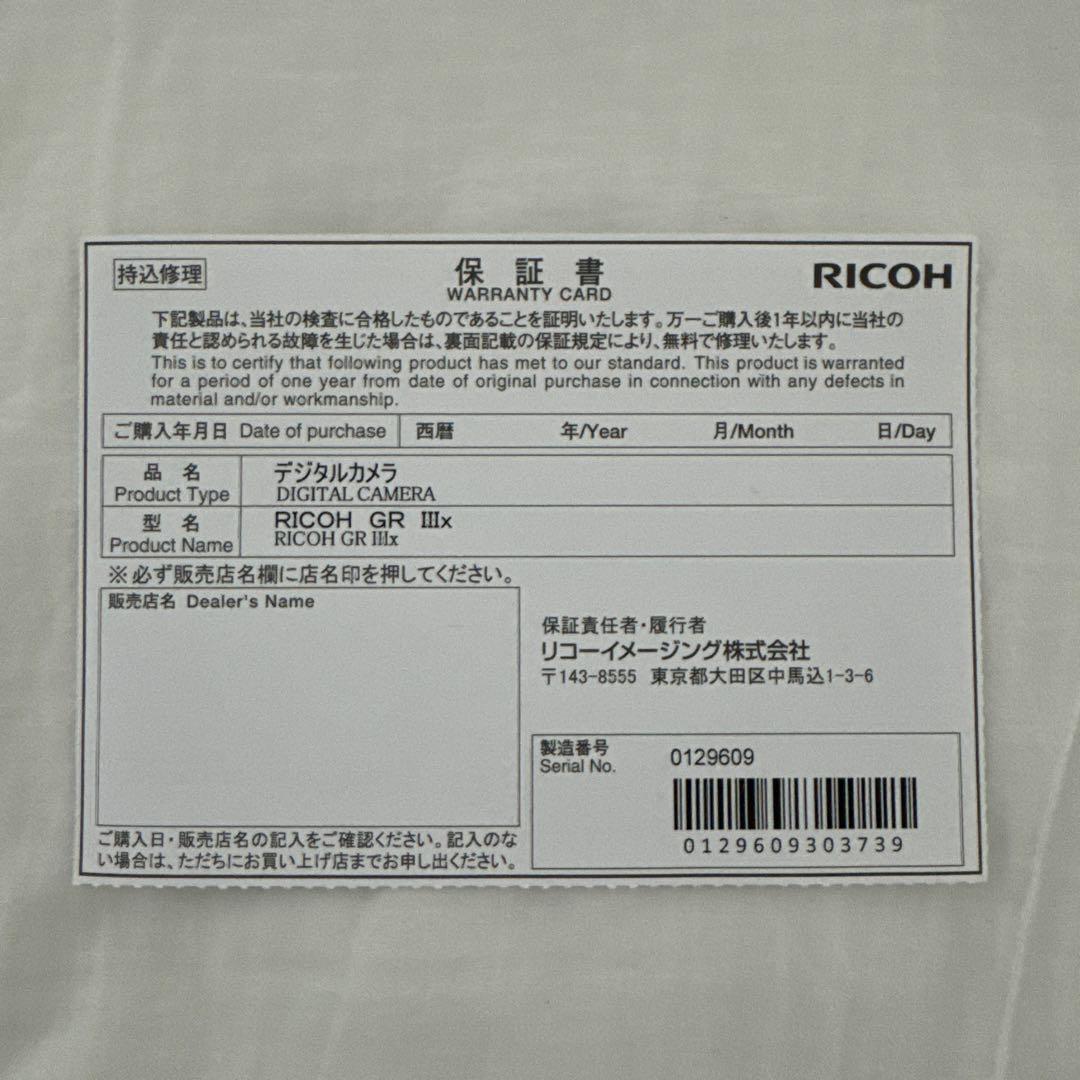 持込修理
保証書
WARRANTY CARD
RICOH
下記製品は、当社の検査に合格したものであることを証明いたします。万一ご購入後1年以内に当社の
責任と認められる故障を生じた場合は、裏面記載の保証規定により、無料で修理いたします。
This is to certify that following product has met to our standard. This product is warranted
for a period of one year from date of original purchase in connection with any defects in
material and/or workmanship.
ご購入年月日 Date of purchase 西暦 年/Year 月/Month 日/Day
品 名 デジタルカメラ
Product Type DIGITAL CAMERA
型 名 RICOH GR IIIx
Product Name RICOH GR IIIx
※必ず販売店名欄に店名印を押してください。
販売店名 Dealer's Name
保証責任者・履行者
リコーイメージング株式会社
〒143-8555 東京都大田区中馬込1-3-6
製造番号
Serial No.
0129609
0129609303739
ご購入日・販売店名の記入をご確認ください。記入のな
い場合は、ただちにお買い上げ店までお申し出ください。